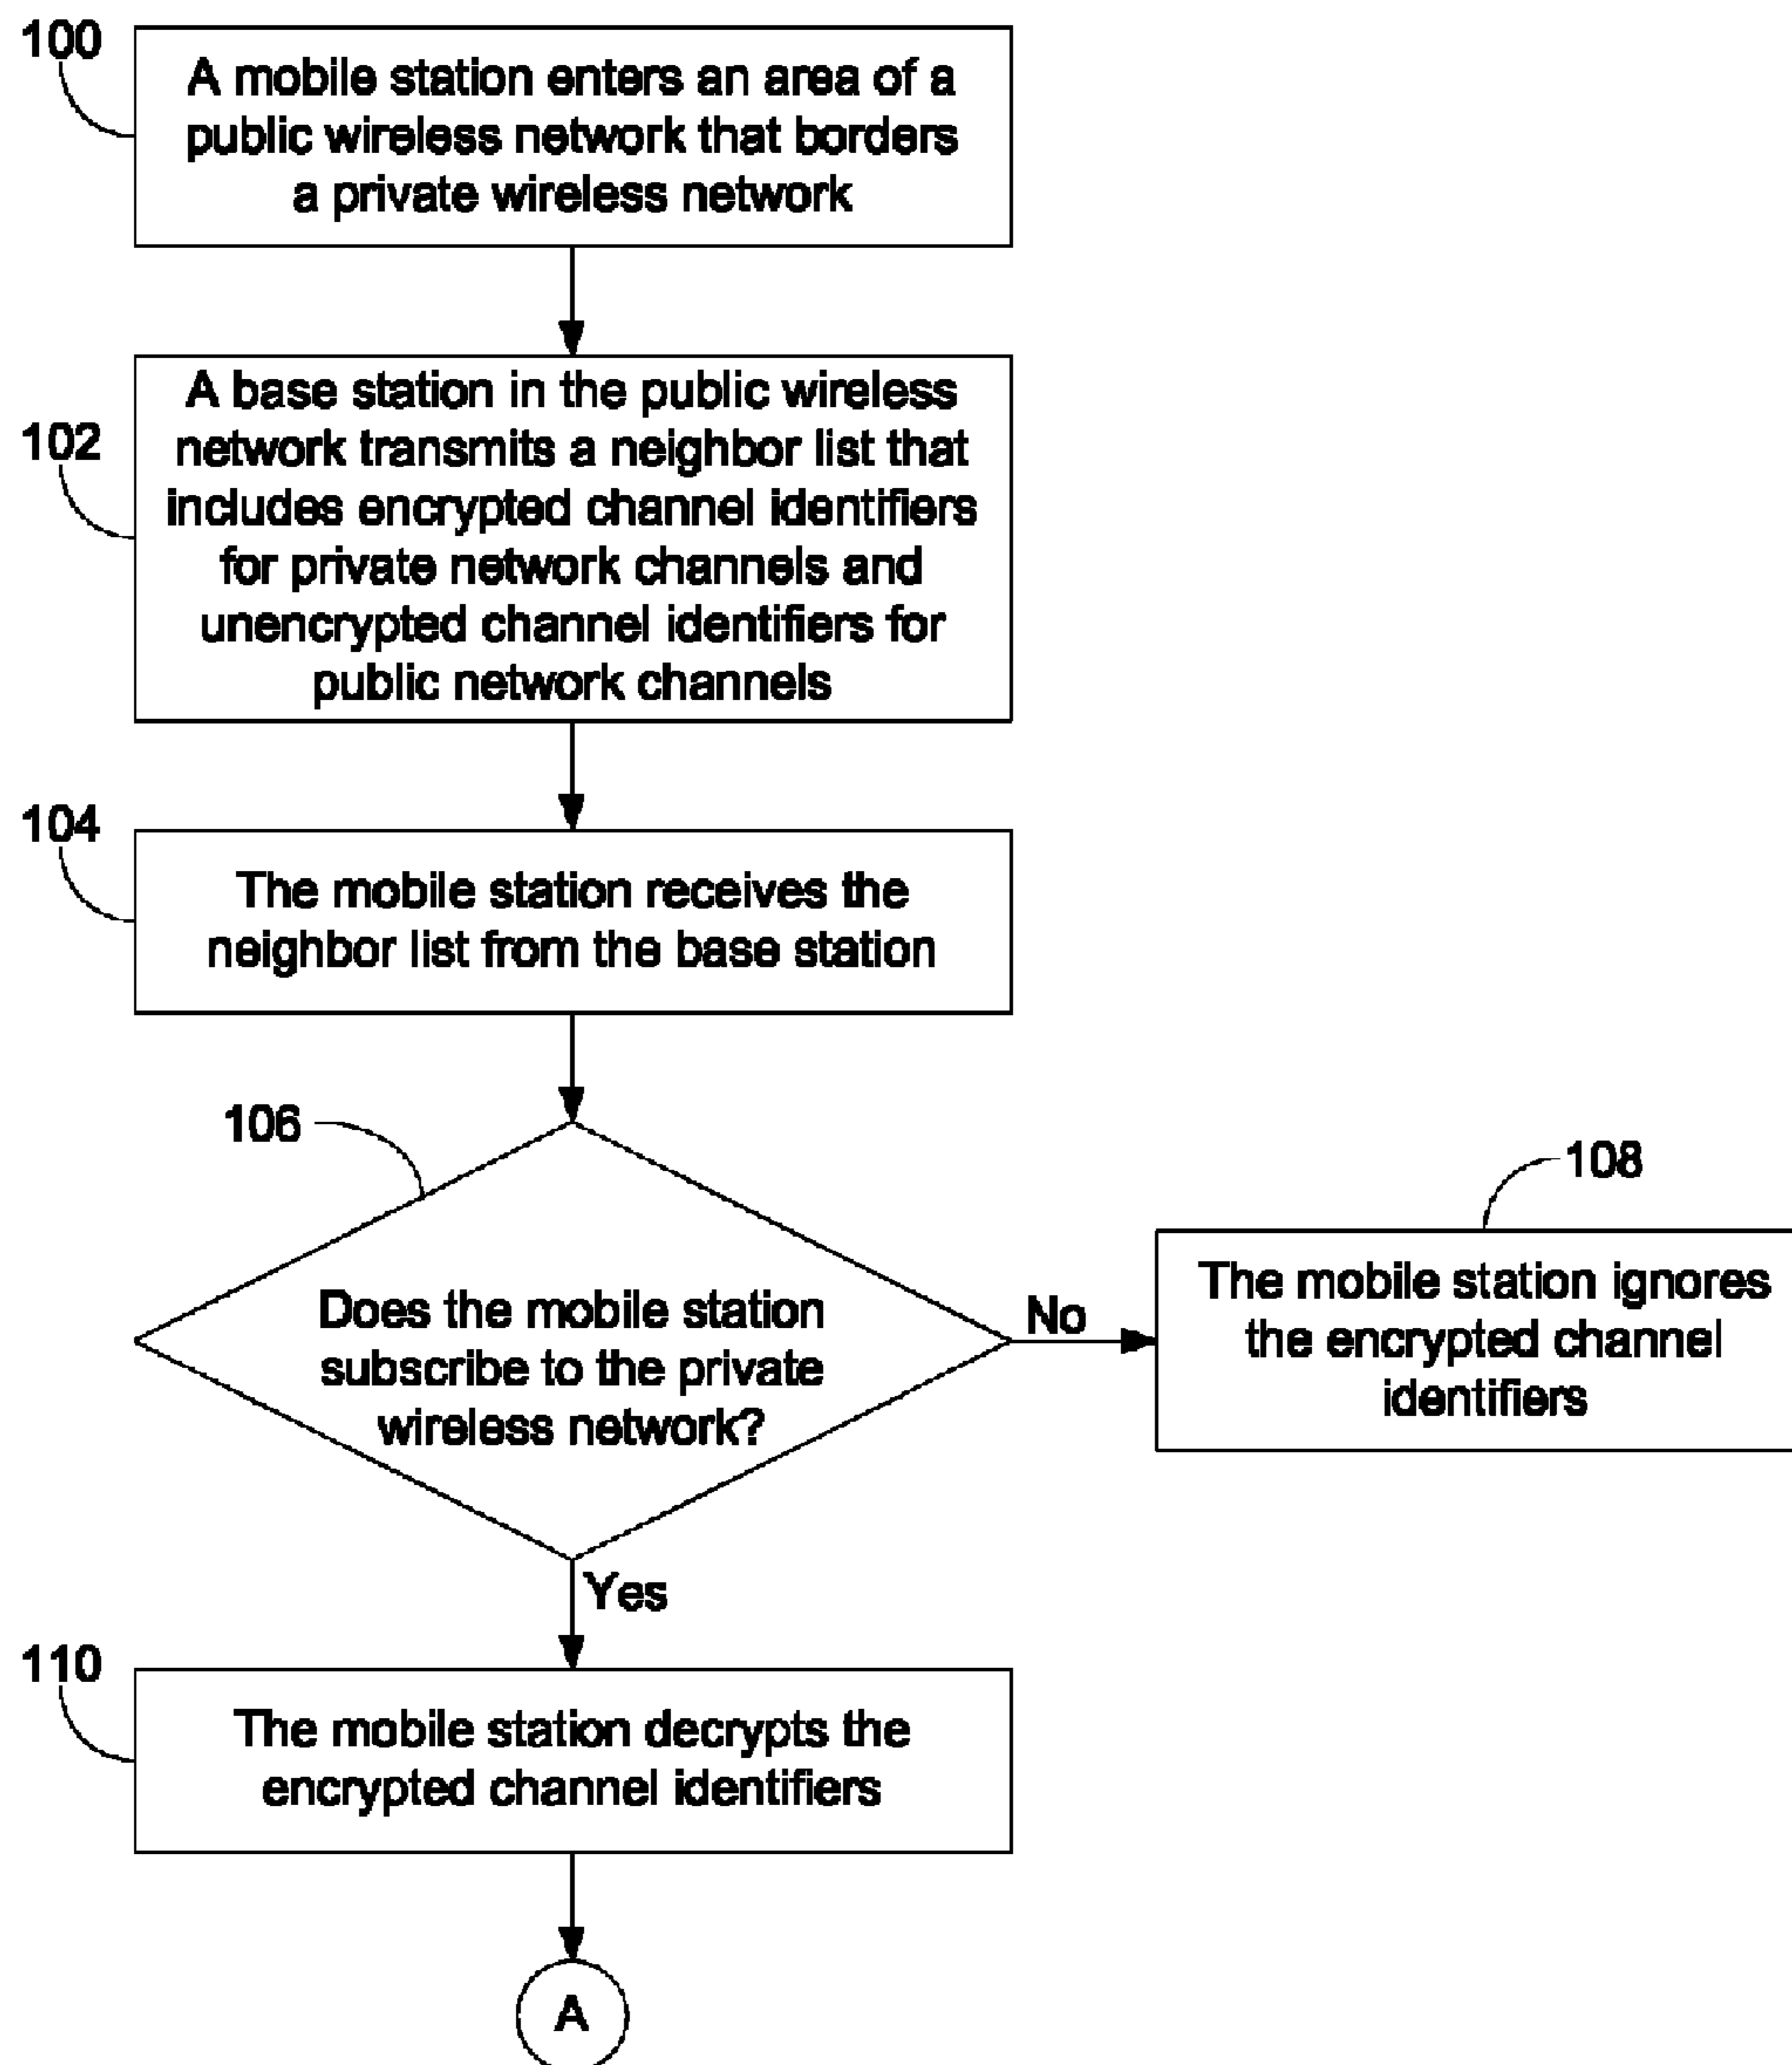 100
A mobile station enters an area of a
public wireless network that borders
a private wireless network
102
A base station in the public wireless
network transmits a neighbor list that
includes encrypted channel identifiers
for private network channels and
unencrypted channel identifiers for
public network channels
104
The mobile station receives the
neighbor list from the base station
106
Does the mobile station
subscribe to the private
wireless network?
No
108
The mobile station ignores
the encrypted channel
identifiers
Yes
110
The mobile station decrypts the
encrypted channel identifiers
A